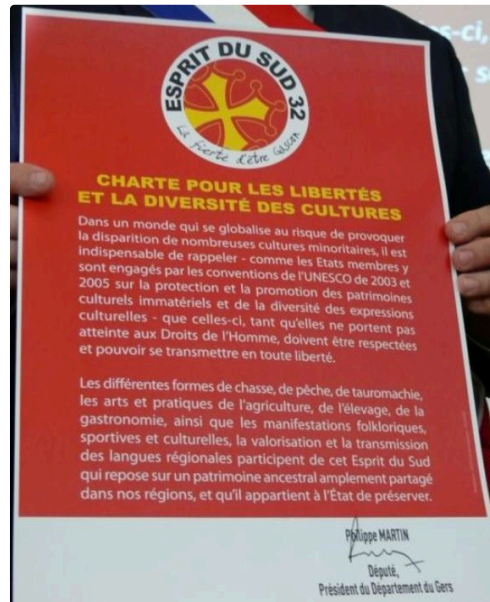 ESPRIT DU SUD 32
La fierté d'être Gascon
CHARTE POUR LES LIBERTÉS
ET LA DIVERSITÉ DES CULTURES
Dans un monde qui se globalise au risque de provoquer
la disparition de nombreuses cultures minoritaires, il est
indispensable de rappeler - comme les Etats membres y
sont engagés par les conventions de l'UNESCO de 2003 et
2005 sur la protection et la promotion des patrimoines
culturels immatériels et de la diversité des expressions
culturelles - que celles-ci, tant qu'elles ne portent pas
atteinte aux Droits de l'Homme, doivent être respectées
et pouvoir se transmettre en toute liberté.
Les différentes formes de chasse, de pêche, de tauromachie,
les arts et pratiques de l'agriculture, de l'élevage, de la
gastronomie, ainsi que les manifestations folkloriques,
sportives et culturelles, la valorisation et la transmission
des langues régionales participent de cet Esprit du Sud
qui repose sur un patrimoine ancestral amplement partagé
dans nos régions, et qu'il appartient à l'État de préserver.
Philippe MARTIN
Député,
Président du Département du Gers